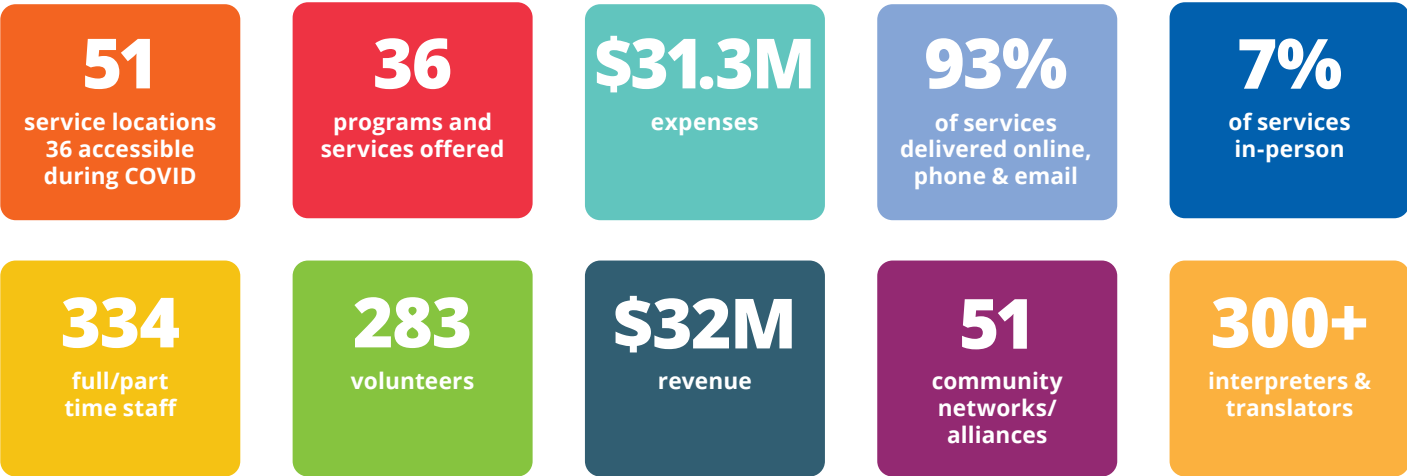 51
service locations
36 accessible
during COVID
36
programs and
services offered
$31.3M
expenses
93%
of services
delivered online,
phone & email
7%
of services
in-person
334
full/part
time staff
283
volunteers
$32M
revenue
51
community
networks/
alliances
300+
interpreters &
translators